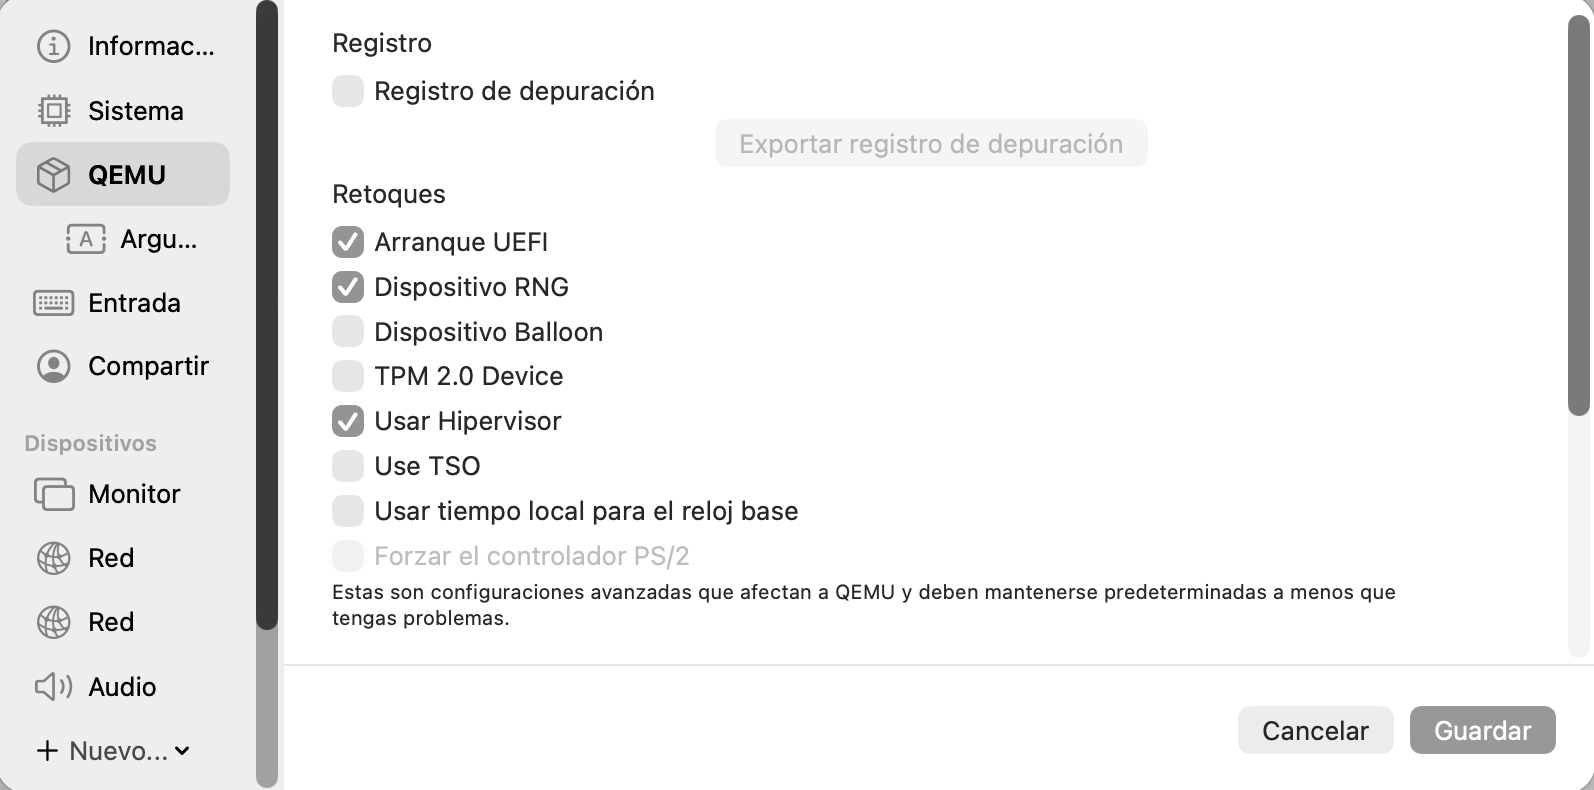 Informac...
Sistema
QEMU
A
Argu...
Entrada
Compartir
Dispositivos
Monitor
Red
Red
Audio
+ Nuevo...
Registro
Registro de depuración
Exportar registro de depuración
Retoques
Arranque UEFI
Dispositivo RNG
Dispositivo Balloon
TPM 2.0 Device
Usar Hipervisor
Use TSO
Usar tiempo local para el reloj base
Forzar el controlador PS/2
Estas son configuraciones avanzadas que afectan a QEMU y deben mantenerse predeterminadas a menos que
tengas problemas.
Cancelar
Guardar